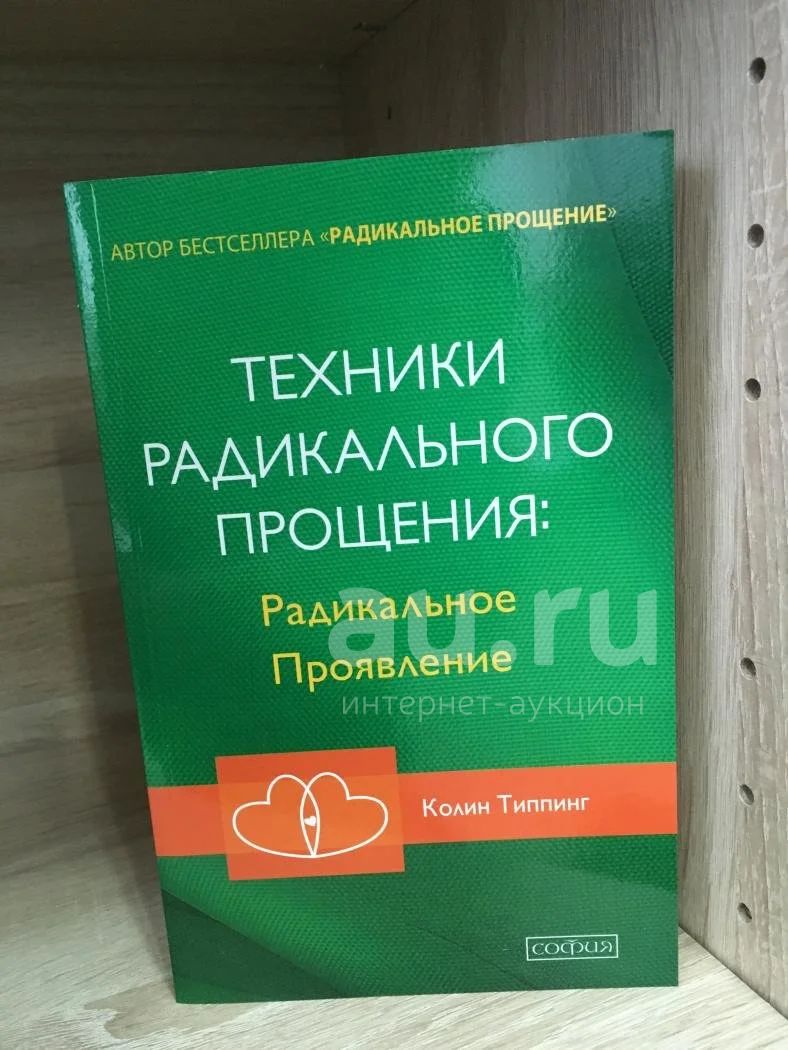 АВТОР БЕСТСЕЛЛЕРА «РАДИКАЛЬНОЕ ПРОЩЕНИЕ»
ТЕХНИКИ
РАДИКАЛЬНОГО
ПРОЩЕНИЯ:
Радикальное
Проявление
au.ru
интернет-аукцион
Колин Типпинг
СОФИЯ